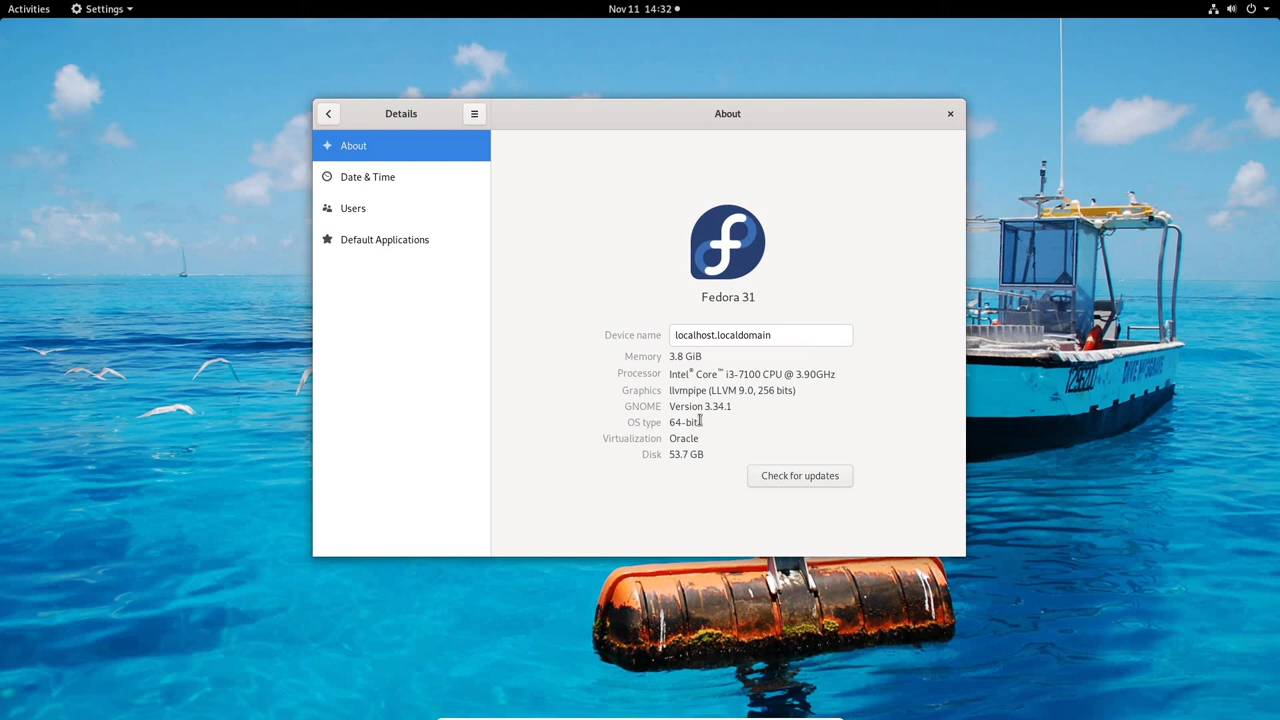 Activities
Settings
Nov 11 14:32
Details
About
About
Date & Time
Users
Default Applications
Fedora 31
Device name localhost.localdomain
Memory 3.8 GiB
Processor Intel® Core™ i3-7100 CPU @ 3.90GHz
Graphics llvmpipe (LLVM 9.0, 256 bits)
GNOME Version 3.34.1
OS type 64-bit
Virtualization Oracle
Disk 53.7 GB
Check for updates